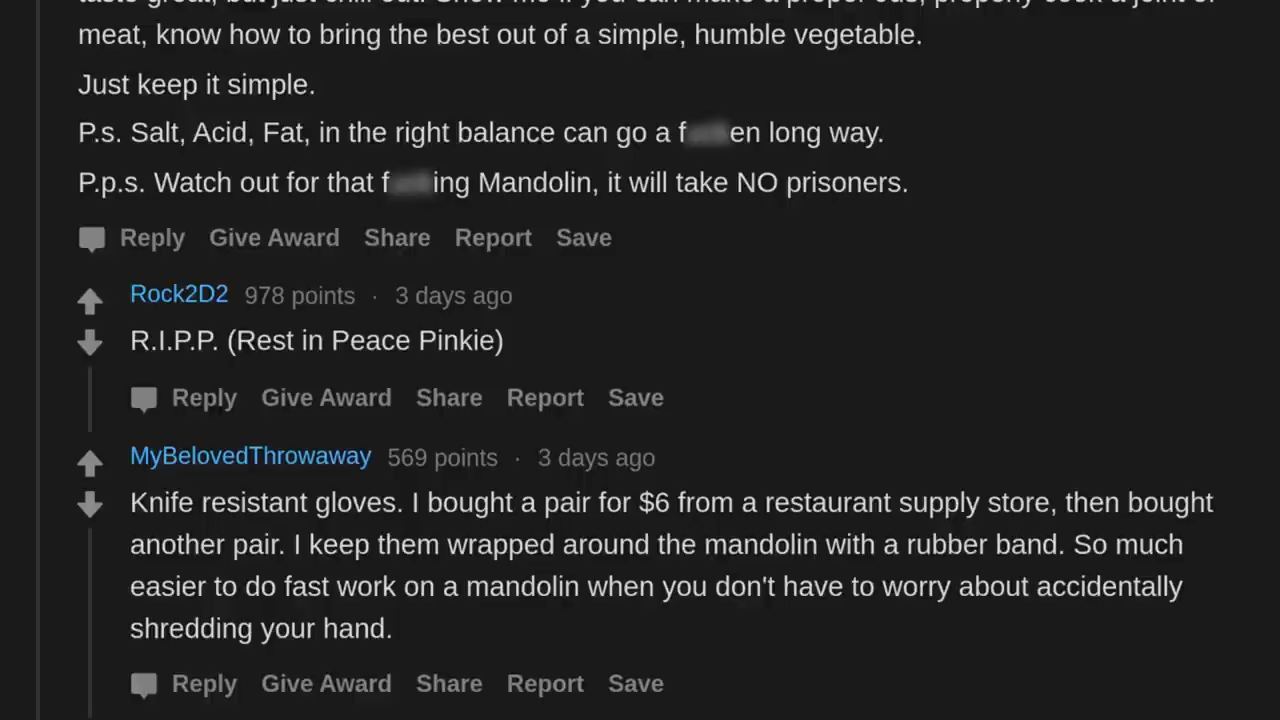 meat, know how to bring the best out of a simple, humble vegetable.
Just keep it simple.
P.s. Salt, Acid, Fat, in the right balance can go a f en long way.
P.p.s. Watch out for that f ing Mandolin, it will take NO prisoners.
Reply Give Award Share Report Save
Rock2D2 978 points · 3 days ago
R.I.P.P. (Rest in Peace Pinkie)
Reply Give Award Share Report Save
MyBelovedThrowaway 569 points · 3 days ago
Knife resistant gloves. I bought a pair for $6 from a restaurant supply store, then bought
another pair. I keep them wrapped around the mandolin with a rubber band. So much
easier to do fast work on a mandolin when you don't have to worry about accidentally
shredding your hand.
Reply Give Award Share Report Save